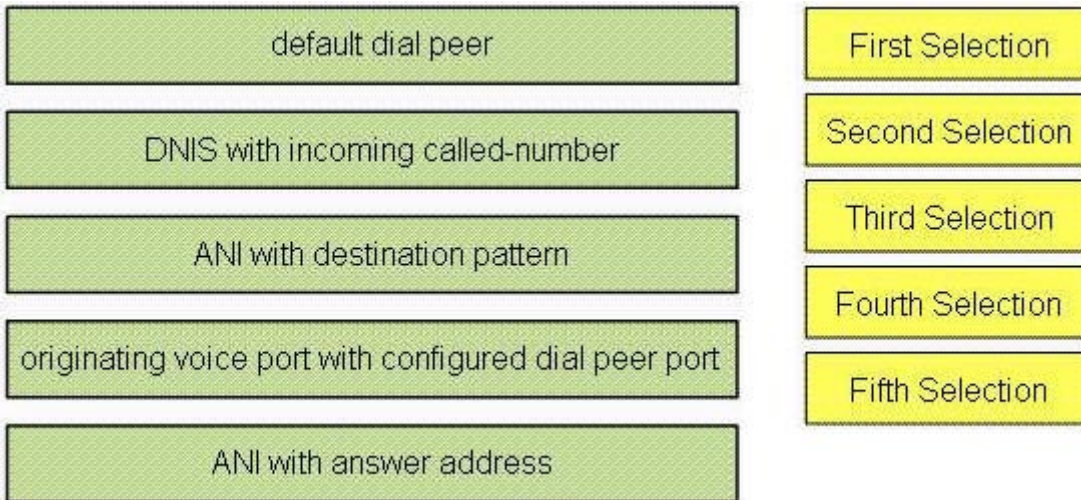 default dial peer
DNIS with incoming called-number
ANI with destination pattern
originating voice port with configured dial peer port
ANI with answer address
First Selection
Second Selection
Third Selection
Fourth Selection
Fifth Selection